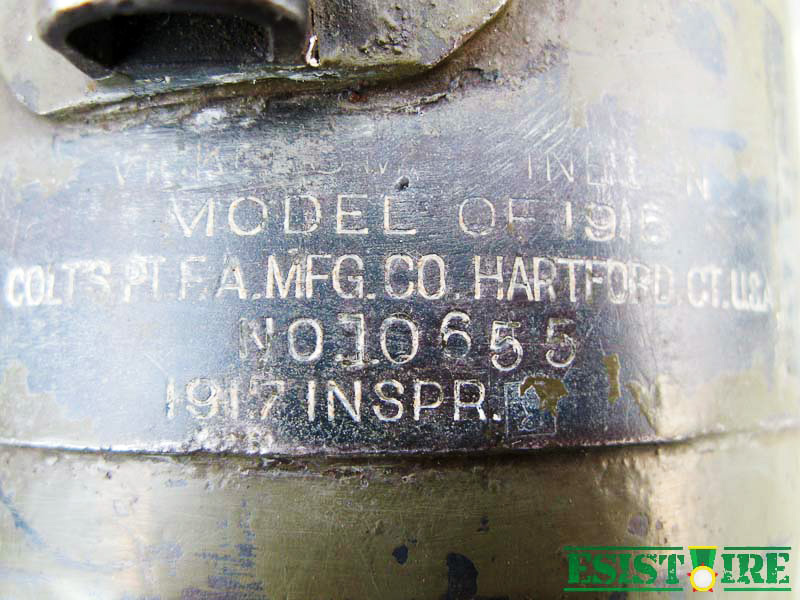 MODEL OF 1915
COLT'S PT. F. A. MFG. CO. HARTFORD. CT. U.S.A
NO 10655
1917 INSPR.
ESISTOIRE